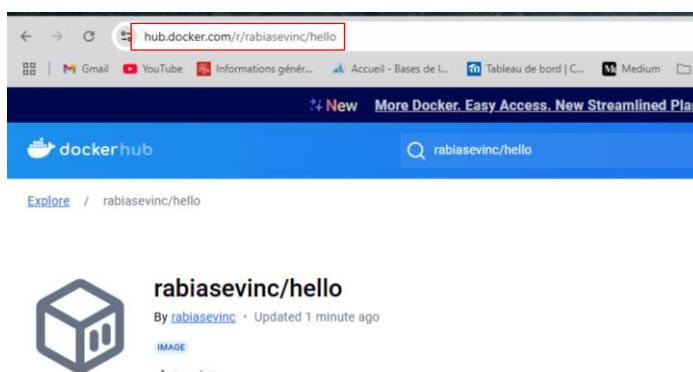 hub.docker.com/r/rabiasevinc/hello
Gmail YouTube Informations génér... Accueil - Bases de l... Tableau de bord | C... Medium
New More Docker. Easy Access. New Streamlined Pla
dockerhub rabiasevinc/hello
Explore / rabiasevinc/hello
rabiasevinc/hello
By rabiasevinc • Updated 1 minute ago
IMAGE